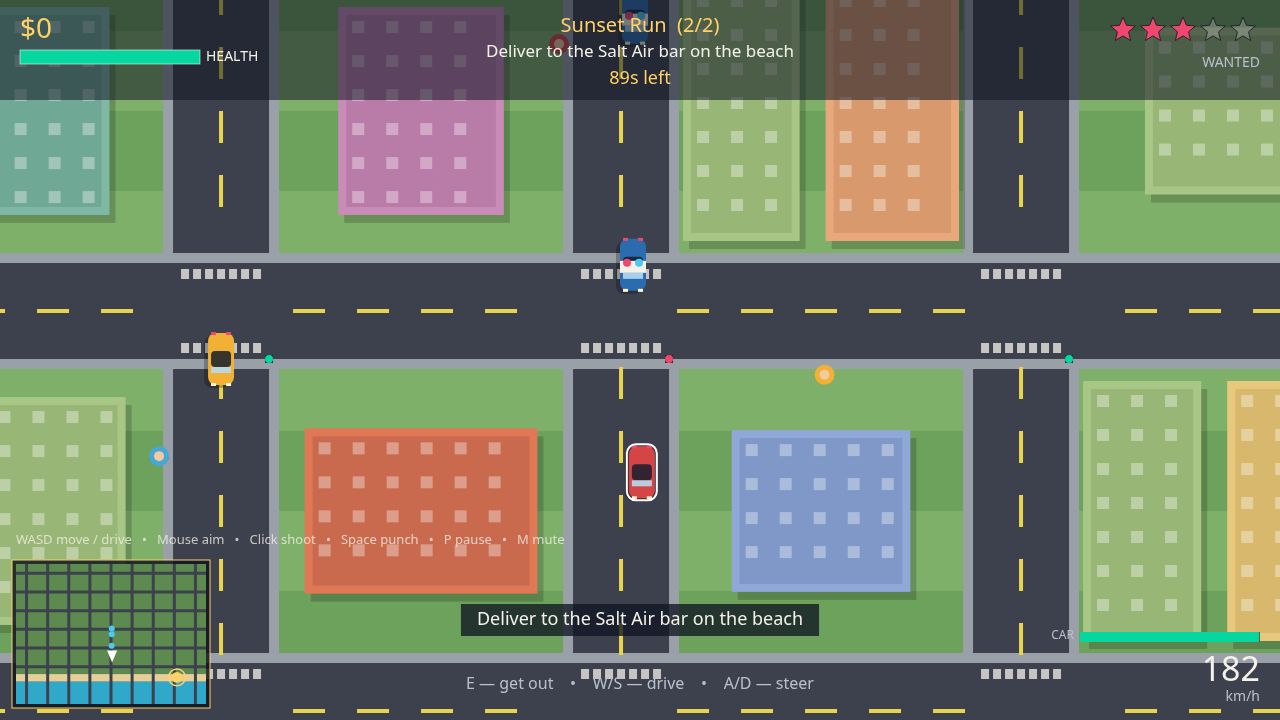 $0
HEALTH
Sunset Run (2/2)
Deliver to the Salt Air bar on the beach
89s left
WANTED
WASD move / drive • Mouse aim • Click shoot • Space punch • P pause • M mute
Deliver to the Salt Air bar on the beach
CAR
182
km/h
E — get out • W/S — drive • A/D — steer